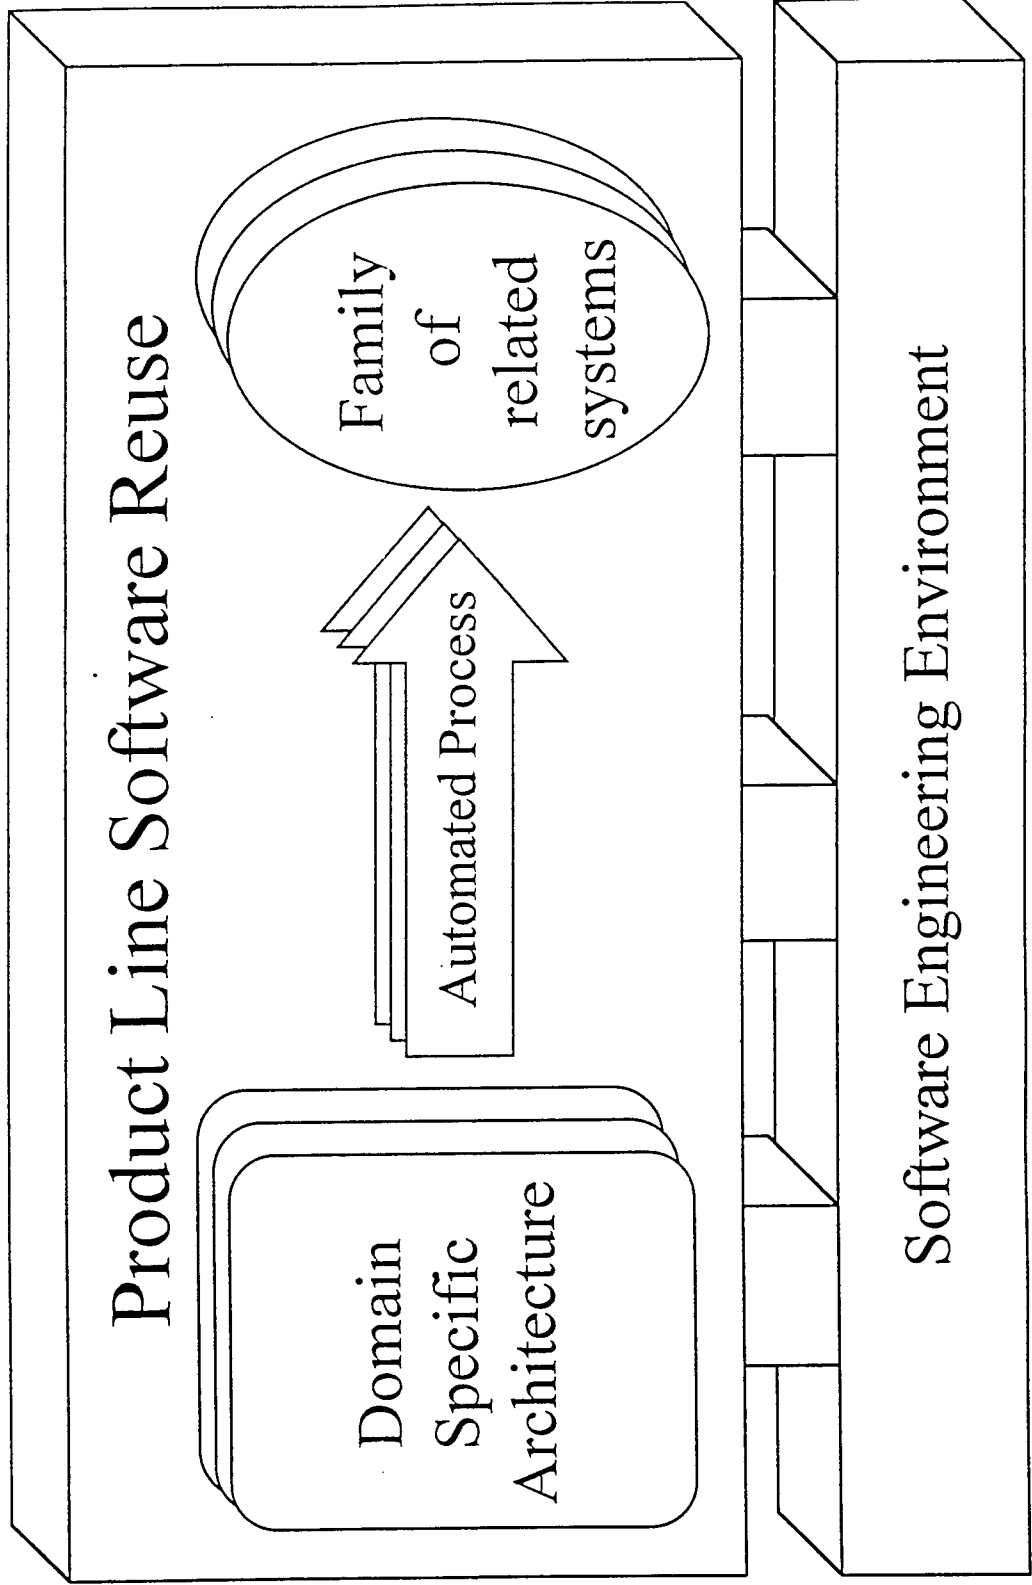 Product Line Software Reuse
Domain
Specific
Architecture
Automated Process
Family
of
related
systems
Software Engineering Environment